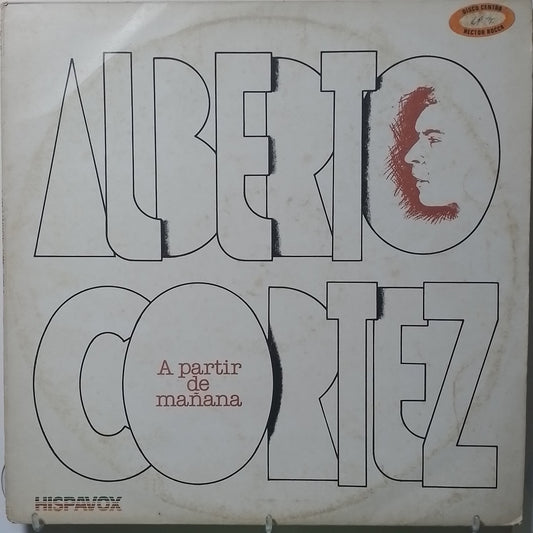 DISCO CENTRO
HECTOR ROCCA
ALBERTO
CORTEZ
A partir
de
mañana
HISPAVOX